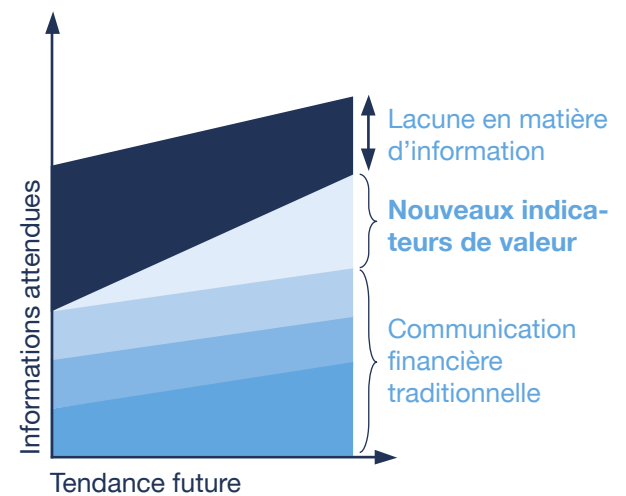 Lacune en matière
d’information
Nouveaux indica-
teurs de valeur
Communication
financière
traditionnelle
Informations attendues
Tendance future